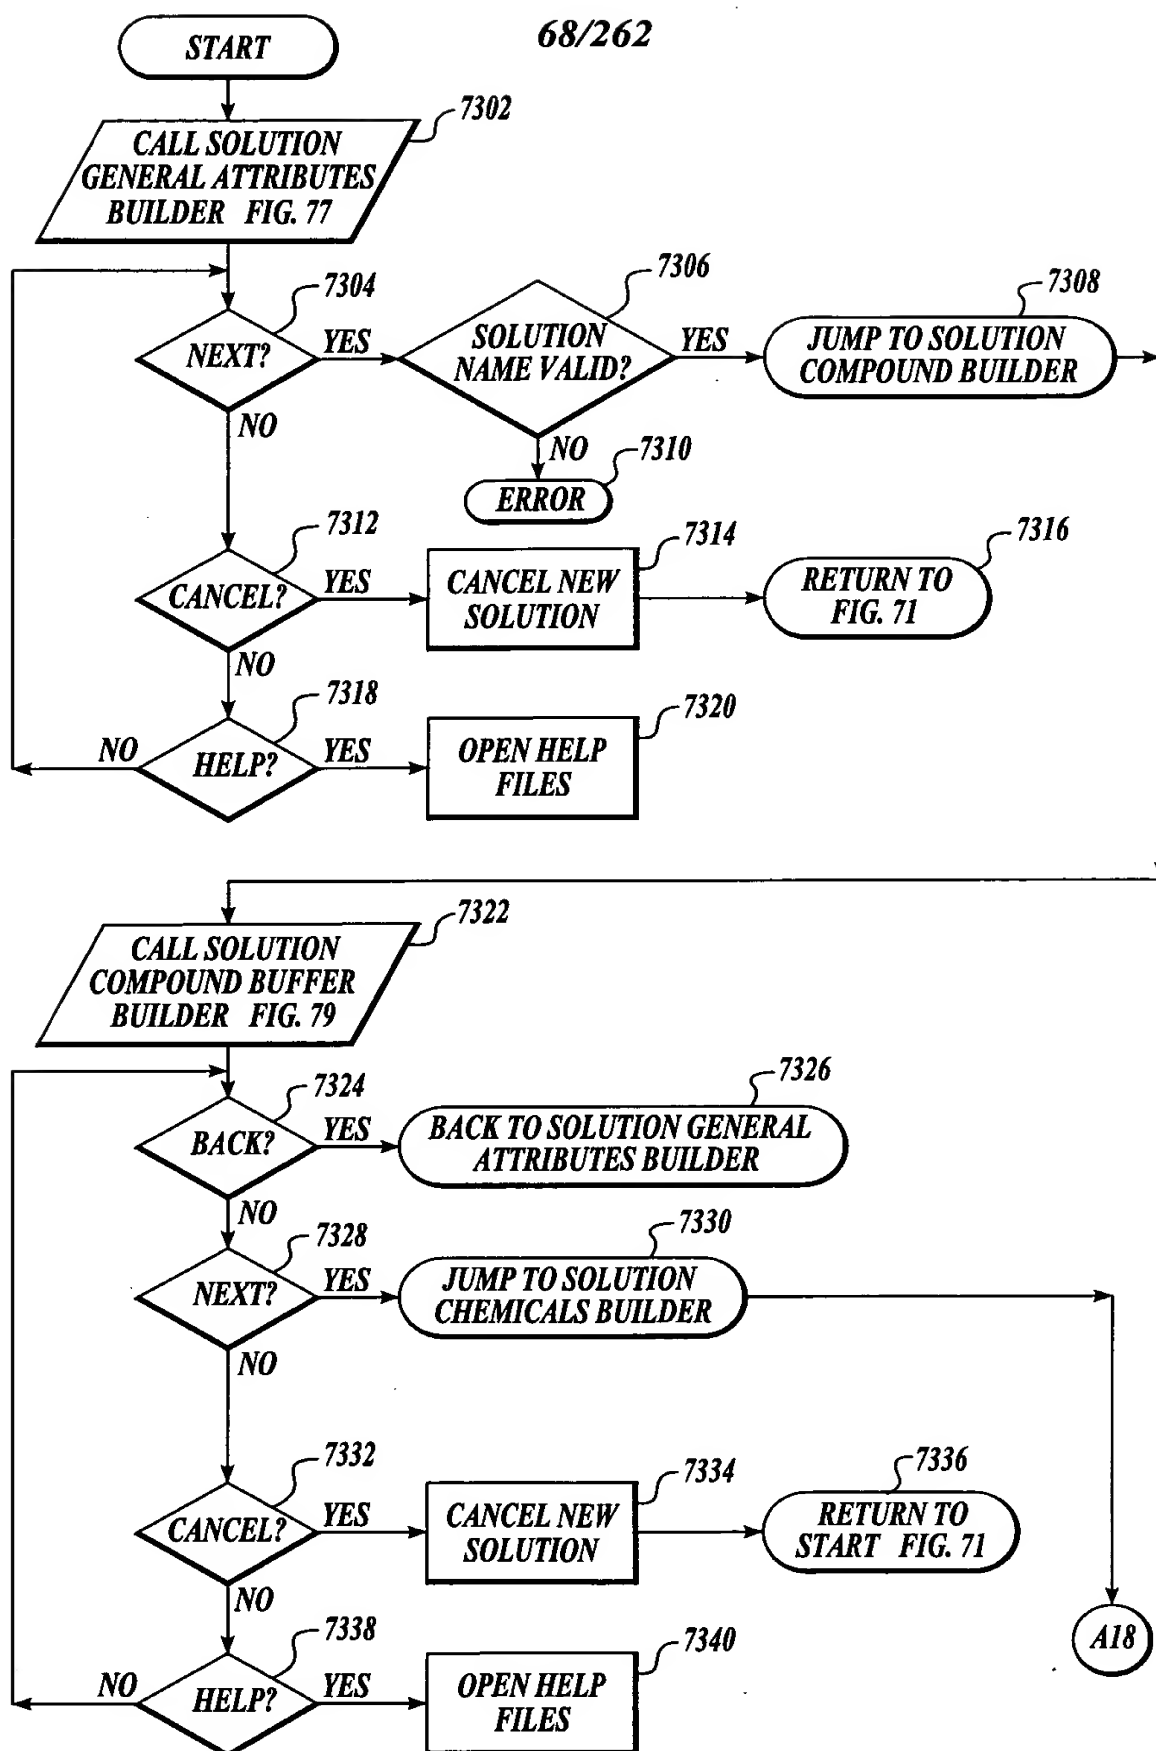 68/262
START
7302
CALL SOLUTION
GENERAL ATTRIBUTES
BUILDER FIG. 77
7304
NEXT?
YES
NO
7306
SOLUTION
NAME VALID?
YES
NO
7308
JUMP TO SOLUTION
COMPOUND BUILDER
7310
ERROR
7312
CANCEL?
YES
NO
7314
CANCEL NEW
SOLUTION
7316
RETURN TO
FIG. 71
7318
HELP?
NO
YES
7320
OPEN HELP
FILES
7322
CALL SOLUTION
COMPOUND BUFFER
BUILDER FIG. 79
7324
BACK?
YES
NO
7326
BACK TO SOLUTION GENERAL
ATTRIBUTES BUILDER
7328
NEXT?
YES
NO
7330
JUMP TO SOLUTION
CHEMICALS BUILDER
7332
CANCEL?
YES
NO
7334
CANCEL NEW
SOLUTION
7336
RETURN TO
START FIG. 71
A18
7338
HELP?
NO
YES
7340
OPEN HELP
FILES